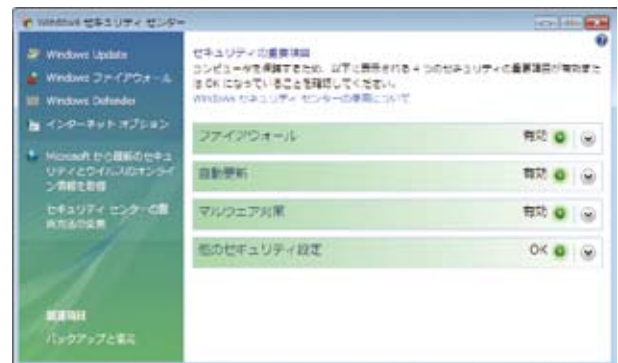 Windows セキュリティ センター
Windows Update
Windows ファイアウォール
Windows Defender
インターネット オプション
Microsoft から最新のセキュ
リティとウイルスのオンライ
ン情報を取得
セキュリティ センターの警
告方法の変更
関連項目
バックアップと復元
セキュリティの重要項目
コンピュータを保護するため、以下に表示される 4 つのセキュリティの重要項目が有効また
は OK になっていることを確認してください。
Windows セキュリティ センターの使用について
ファイアウォール 有効
自動更新 有効
マルウェア対策 有効
他のセキュリティ設定 OK